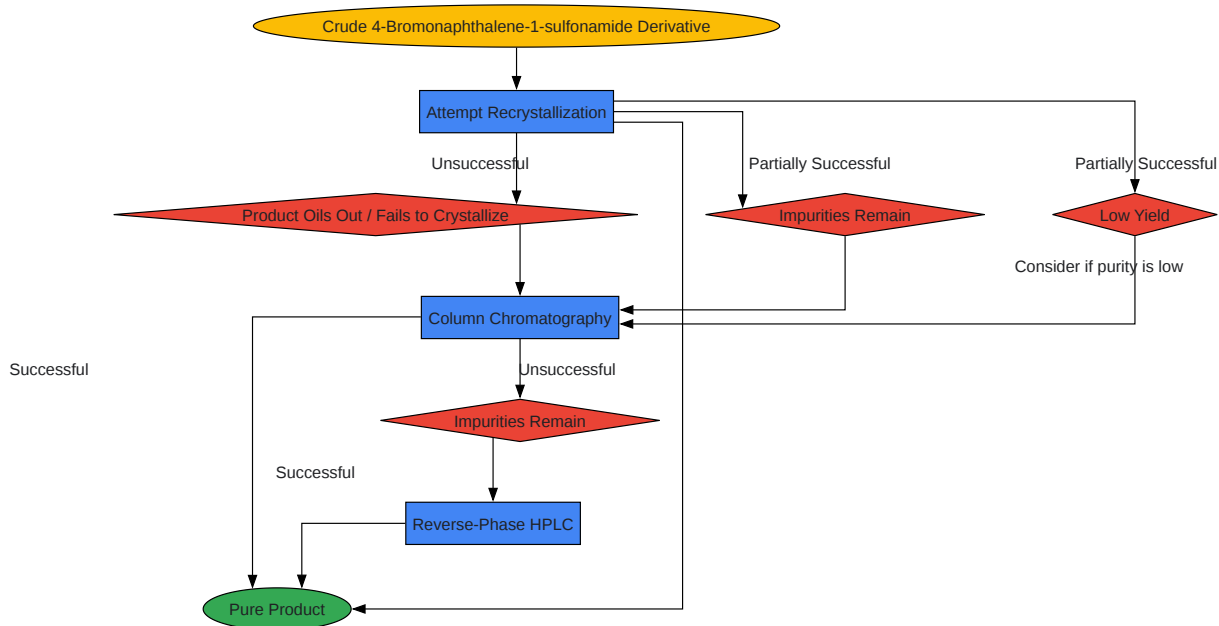 Crude 4-Bromonaphthalene-1-sulfonamide Derivative
Attempt Recrystallization
Unsuccessful
Partially Successful
Partially Successful
Product Oils Out / Fails to Crystallize
Impurities Remain
Low Yield
Consider if purity is low
Column Chromatography
Successful
Unsuccessful
Impurities Remain
Successful
Reverse-Phase HPLC
Pure Product